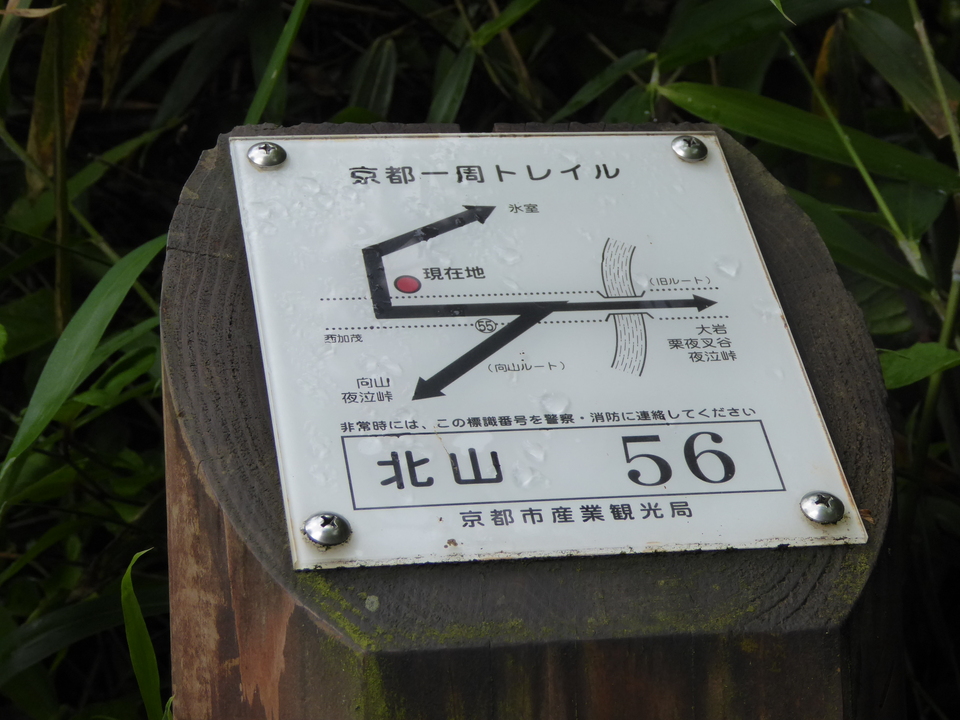 京都一周トレイル
氷室
現在地
(旧ルート)
55
西加茂
大岩
栗夜叉谷
夜泣峠
(向山ルート)
向山
夜泣峠
非常時には、この標識番号を警察・消防に連絡してください
北山 56
京都市産業観光局